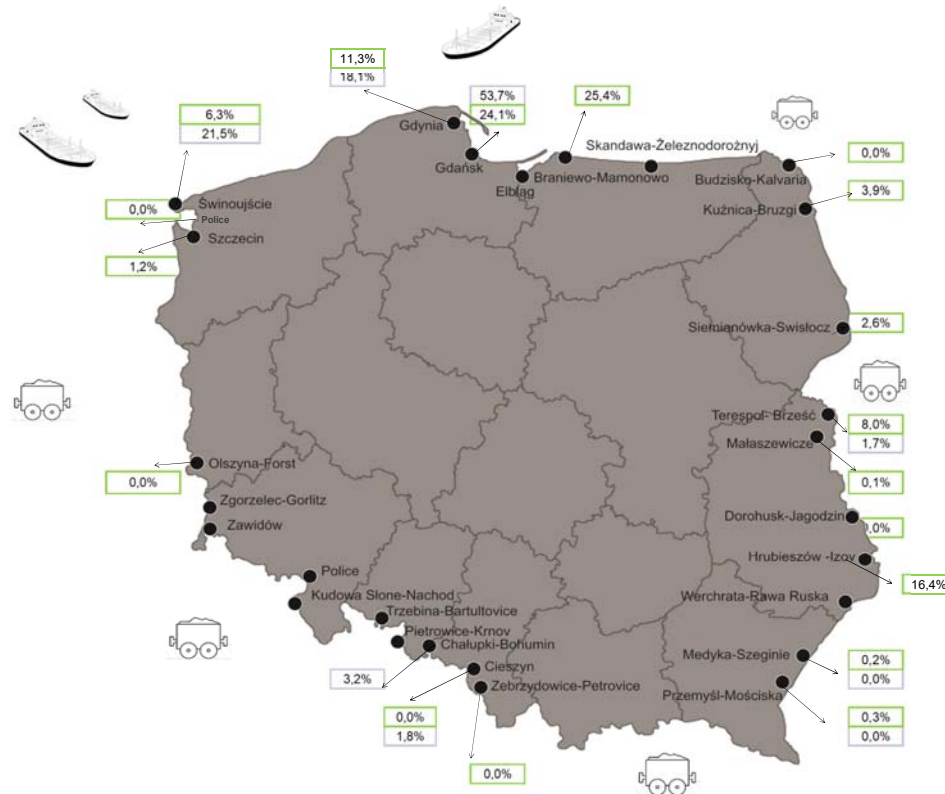 11,3%
18,1%
53,7%
24,1%
25,4%
6,3%
21,5%
Gdynia
Gdańsk
Elbląg
Braniewo-Mamonowo
Skandawa-Żeleznodorożnyj
Budzisko-Kalvaria
0,0%
Kuźnica-Bruzgi
3,9%
Świnoujście
0,0%
Police
Szczecin
1,2%
Siemianówka-Swisłocz
2,6%
Terespol- Brześć
8,0%
1,7%
Małaszewicze
0,1%
Olszyna-Forst
0,0%
Zgorzelec-Gorlitz
Zawidów
Dorohusk-Jagodzin
0,0%
Hrubieszów -Izov
16,4%
Police
Kudowa Słone-Nachod
Trzebina-Bartultovice
Pietrowice-Krnov
Chałupki-Bohumin
3,2%
Cieszyn
0,0%
1,8%
Zebrzydowice-Petrovice
0,0%
Werchrata-Rawa Ruska
Medyka-Szeginie
0,2%
0,0%
Przemyśl-Mościska
0,3%
0,0%